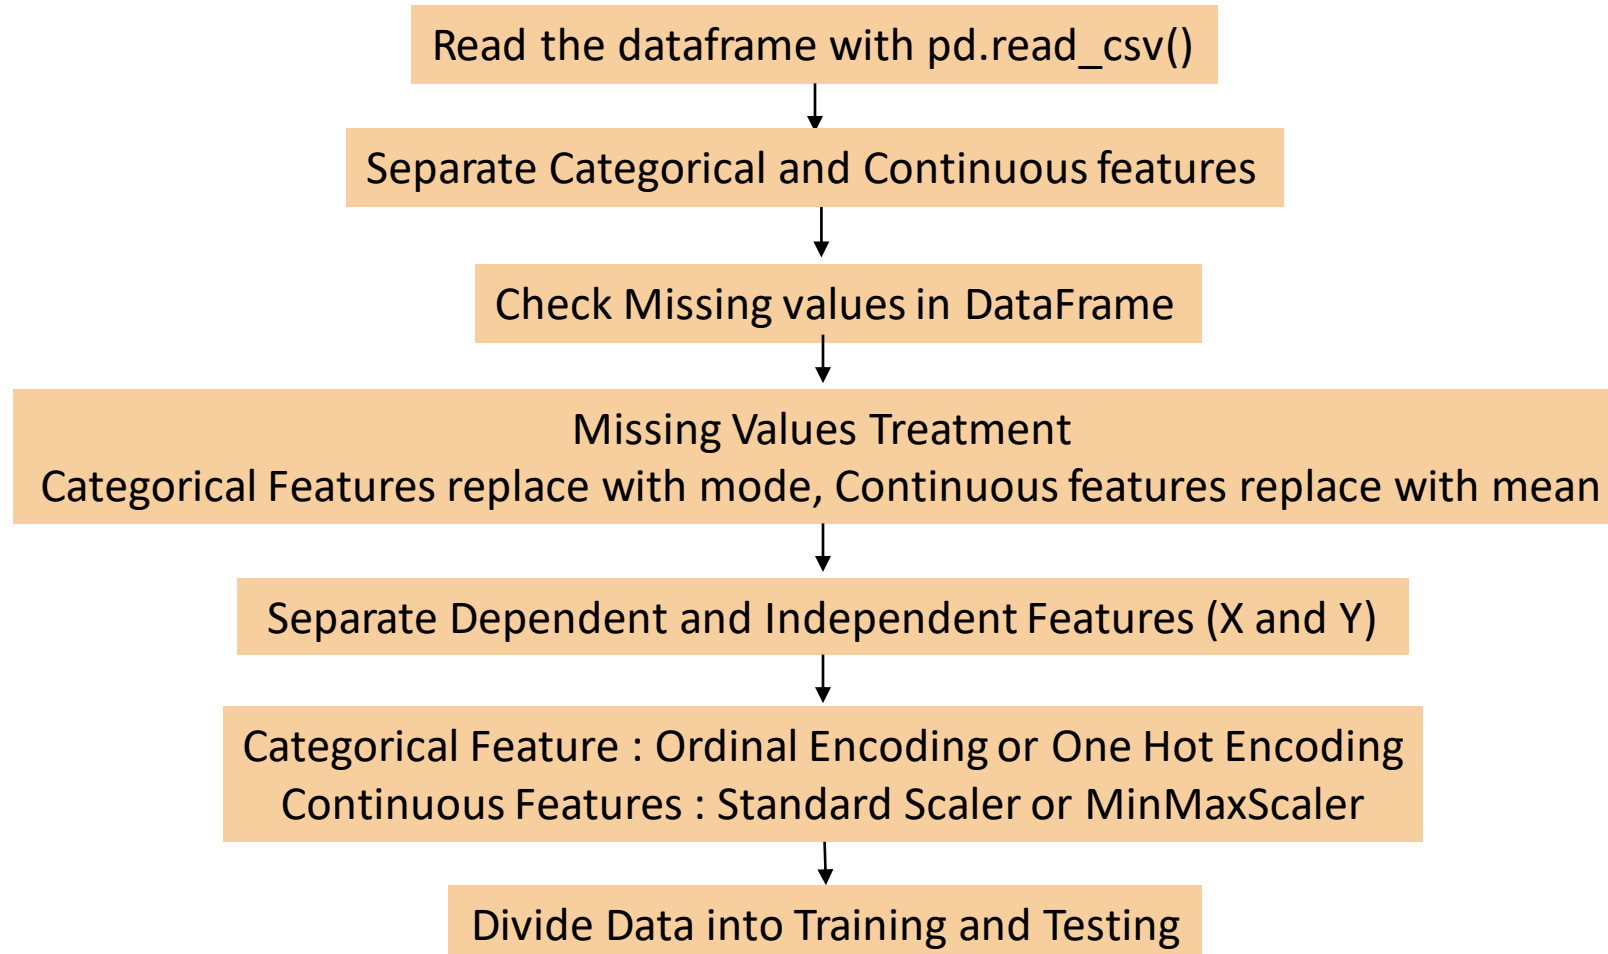 Read the dataframe with pd.read_csv()
Separate Categorical and Continuous features
Check Missing values in DataFrame
Missing Values Treatment
Categorical Features replace with mode, Continuous features replace with mean
Separate Dependent and Independent Features (X and Y)
Categorical Feature : Ordinal Encoding or One Hot Encoding
Continuous Features : Standard Scaler or MinMaxScaler
Divide Data into Training and Testing